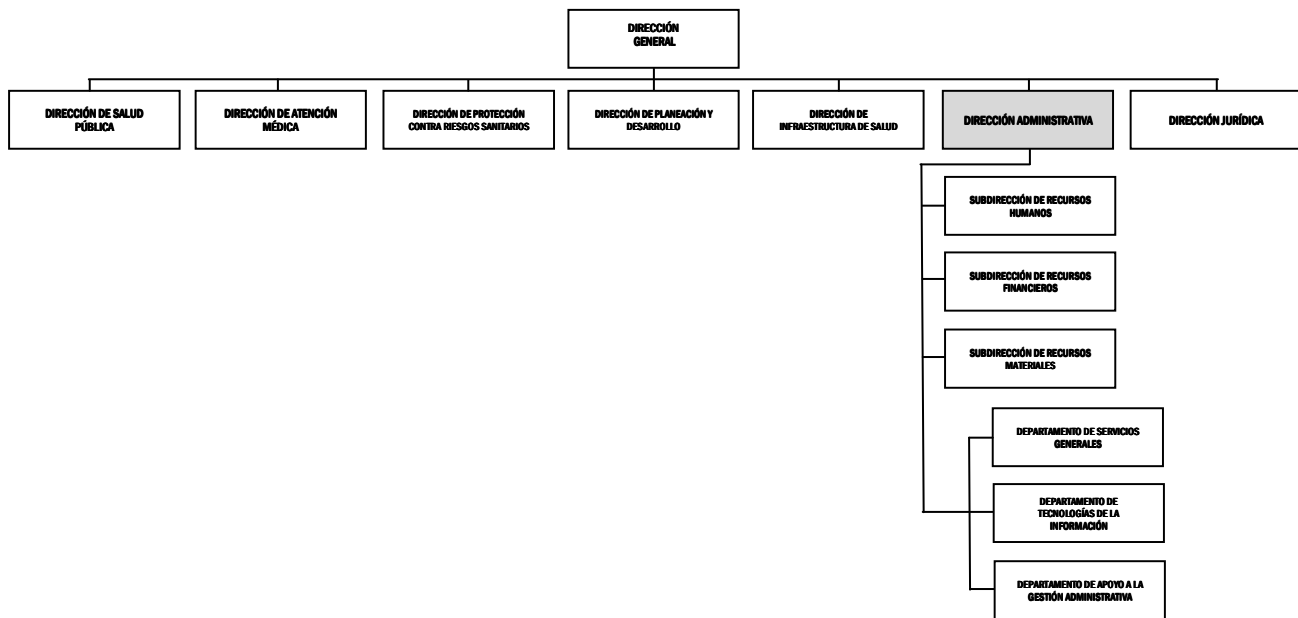 DIRECCIÓN
GENERAL
DIRECCIÓN DE SALUD
PÚBLICA
DIRECCIÓN DE ATENCIÓN
MÉDICA
DIRECCIÓN DE PROTECCIÓN
CONTRA RIESGOS SANITARIOS
DIRECCIÓN DE PLANEACIÓN Y
DESARROLLO
DIRECCIÓN DE
INFRAESTRUCTURA DE SALUD
DIRECCIÓN ADMINISTRATIVA
DIRECCIÓN JURÍDICA
SUBDIRECCIÓN DE RECURSOS
HUMANOS
SUBDIRECCIÓN DE RECURSOS
FINANCIEROS
SUBDIRECCIÓN DE RECURSOS
MATERIALES
DEPARTAMENTO DE SERVICIOS
GENERALES
DEPARTAMENTO DE
TECNOLOGÍAS DE LA
INFORMACIÓN
DEPARTAMENTO DE APOYO A LA
GESTIÓN ADMINISTRATIVA